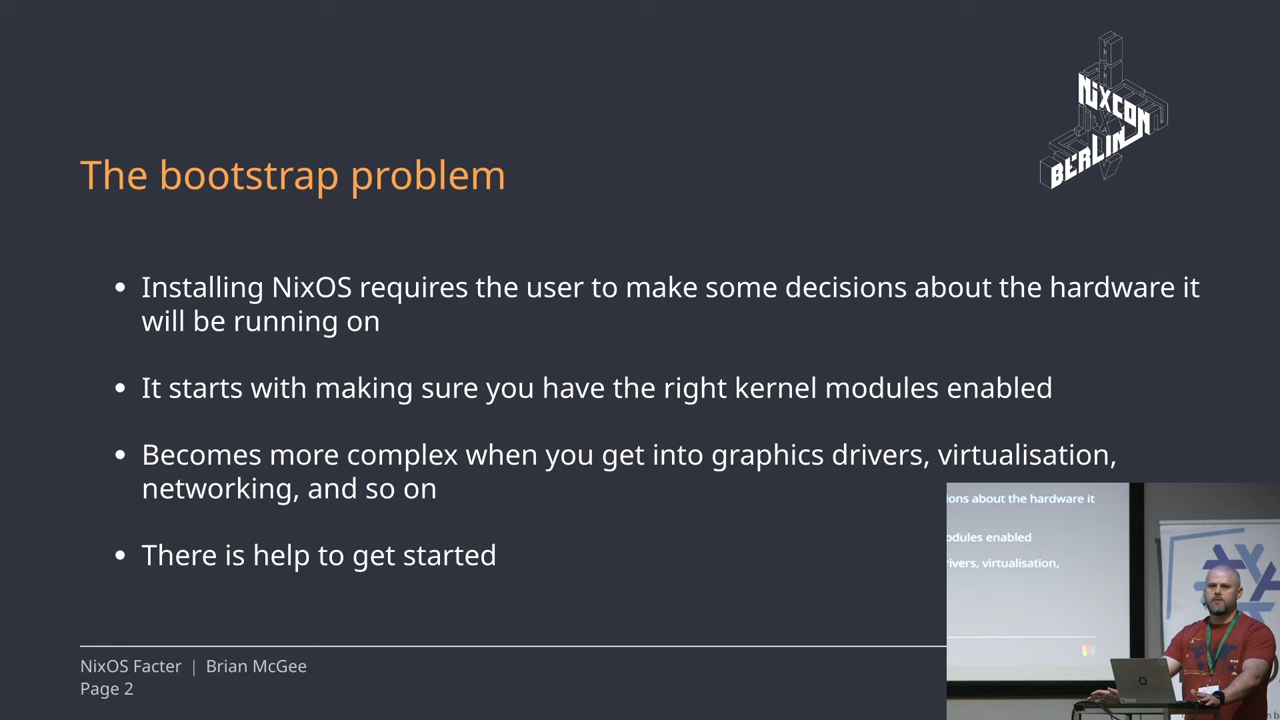 NIXCON
BERLIN
The bootstrap problem
• Installing NixOS requires the user to make some decisions about the hardware it
will be running on
• It starts with making sure you have the right kernel modules enabled
• Becomes more complex when you get into graphics drivers, virtualisation,
networking, and so on
• There is help to get started
ions about the hardware it
odules enabled
rivers, virtualisation,
NixOS Facter | Brian McGee
Page 2